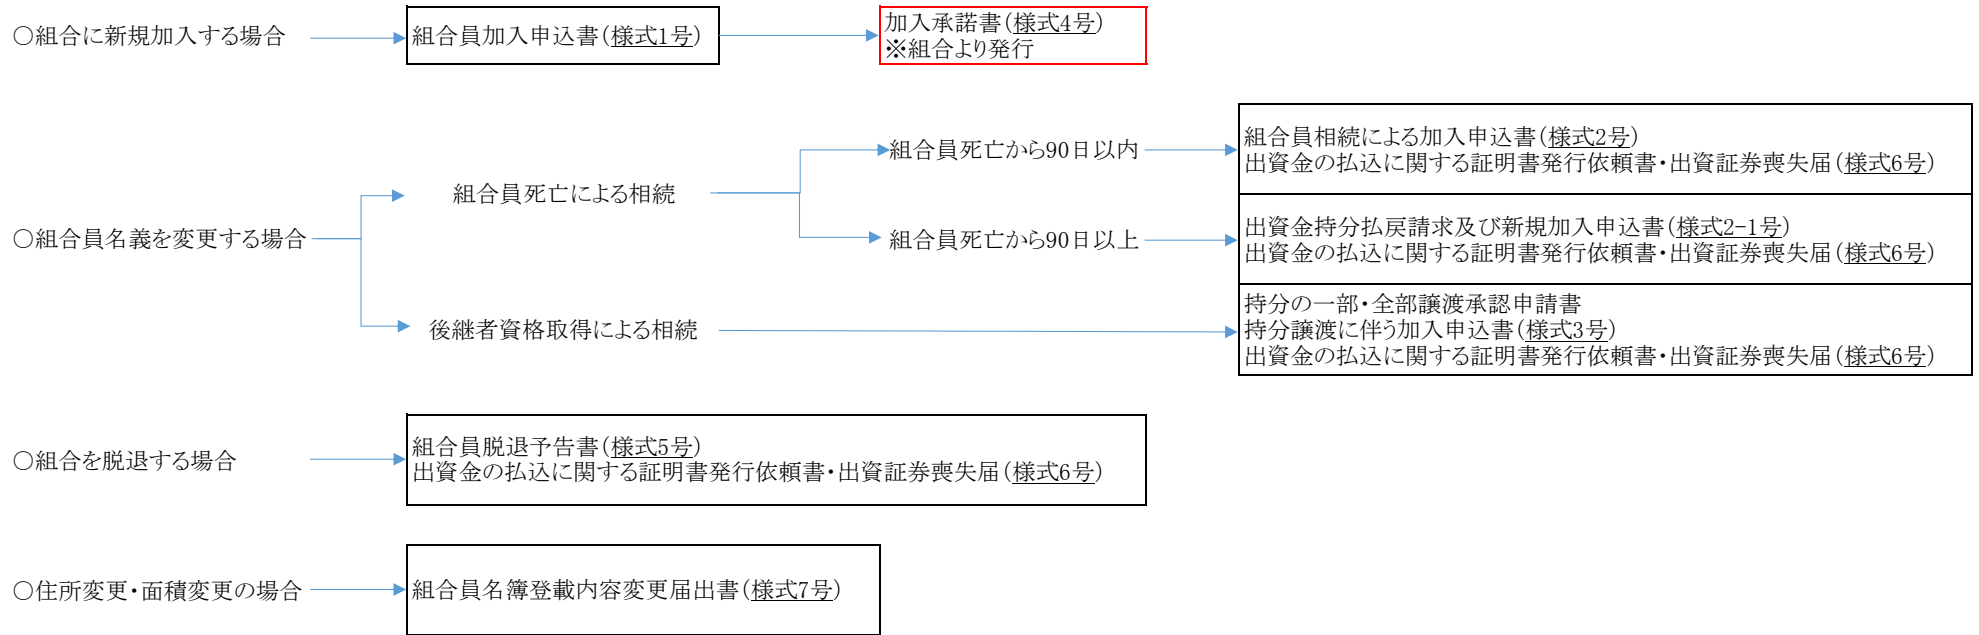 ○組合に新規加入する場合
組合員加入申込書(様式1号)
加入承諾書(様式4号)
※組合より発行
○組合員名義を変更する場合
組合員死亡による相続
組合員死亡から90日以内
組合員相続による加入申込書(様式2号)
出資金の払込に関する証明書発行依頼書・出資証券喪失届(様式6号)
組合員死亡から90日以上
出資金持分払戻請求及び新規加入申込書(様式2-1号)
出資金の払込に関する証明書発行依頼書・出資証券喪失届(様式6号)
後継者資格取得による相続
持分の一部・全部譲渡承認申請書
持分譲渡に伴う加入申込書(様式3号)
出資金の払込に関する証明書発行依頼書・出資証券喪失届(様式6号)
○組合を脱退する場合
組合員脱退予告書(様式5号)
出資金の払込に関する証明書発行依頼書・出資証券喪失届(様式6号)
○住所変更・面積変更の場合
組合員名簿登載内容変更届出書(様式7号)